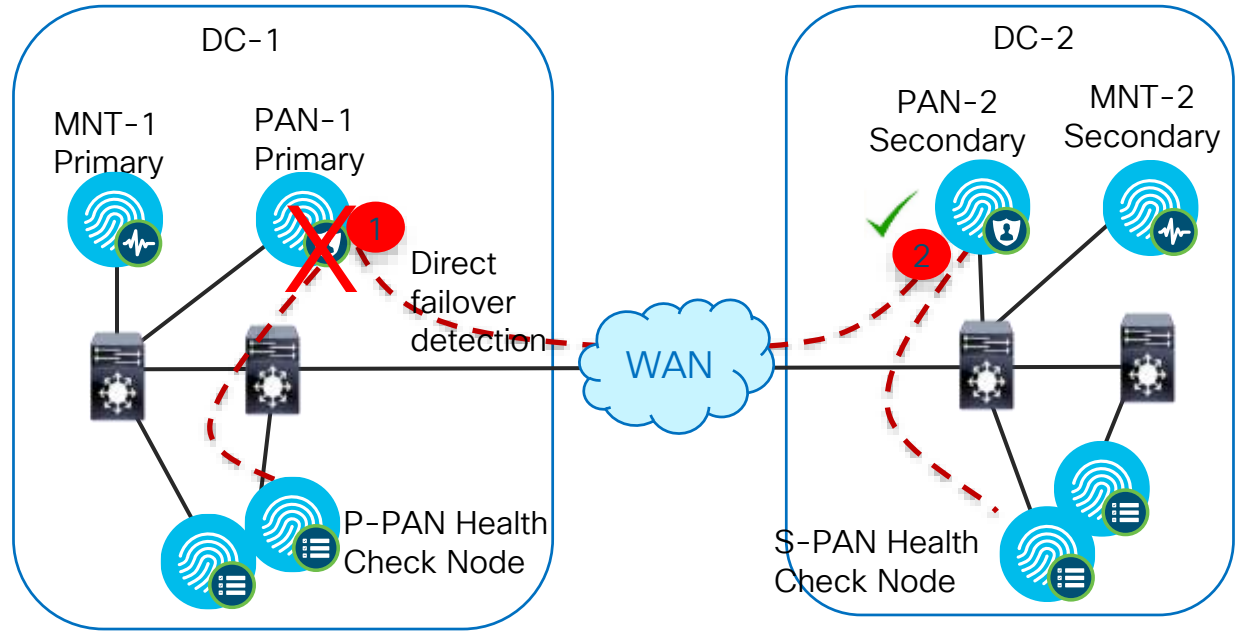 DC-1
DC-2
MNT-1
Primary
PAN-1
Primary
PAN-2
Secondary
MNT-2
Secondary
X
1
2
Direct
failover
detection
WAN
P-PAN Health
Check Node
S-PAN Health
Check Node